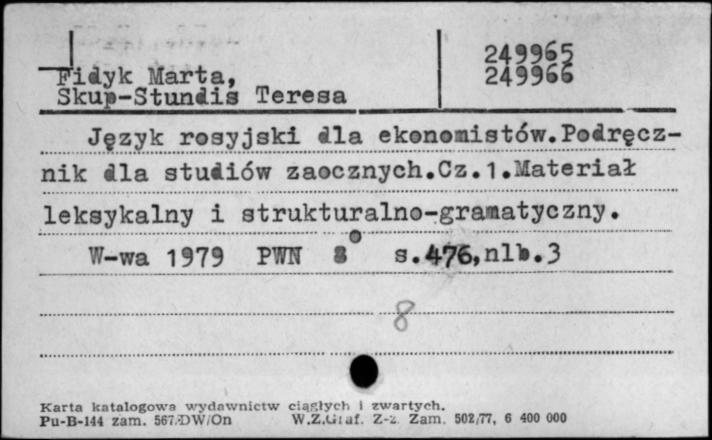 249965
249966
Fidyk Marta,
Skup-Stundis Teresa
Język rosyjski dla ekonomistów.Podręcz-
nik dla studiów zaocznych.Cz.1.Materiał
leksykalny i strukturalno-gramatyczny.
W-wa 1979 PWN 8° s.476,nlb.3
8
Karta katalogowa wydawnictw ciągłych i zwartych.
Pu-B-144 zam. 567/DW/On W.Z.Graf. Z-2 Zam. 502/77, 6 400 000